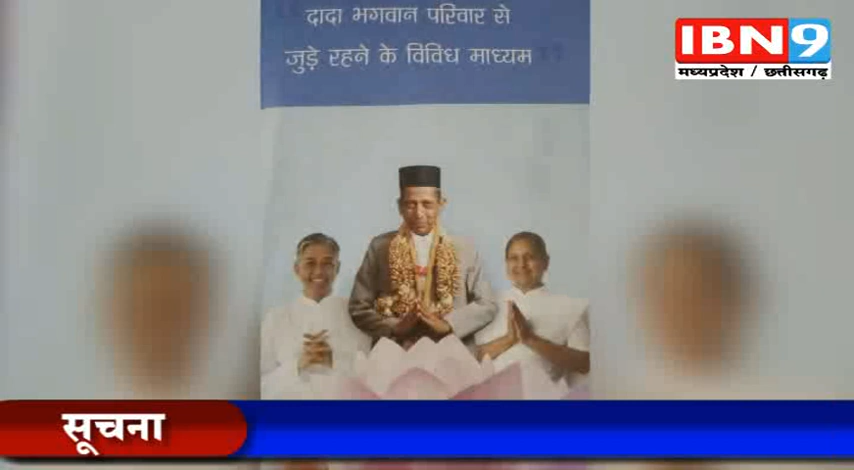 दादा भगवान परिवार से
जुड़े रहने के विविध माध्यम
IBN9
मध्यप्रदेश / छत्तीसगढ़
सूचना